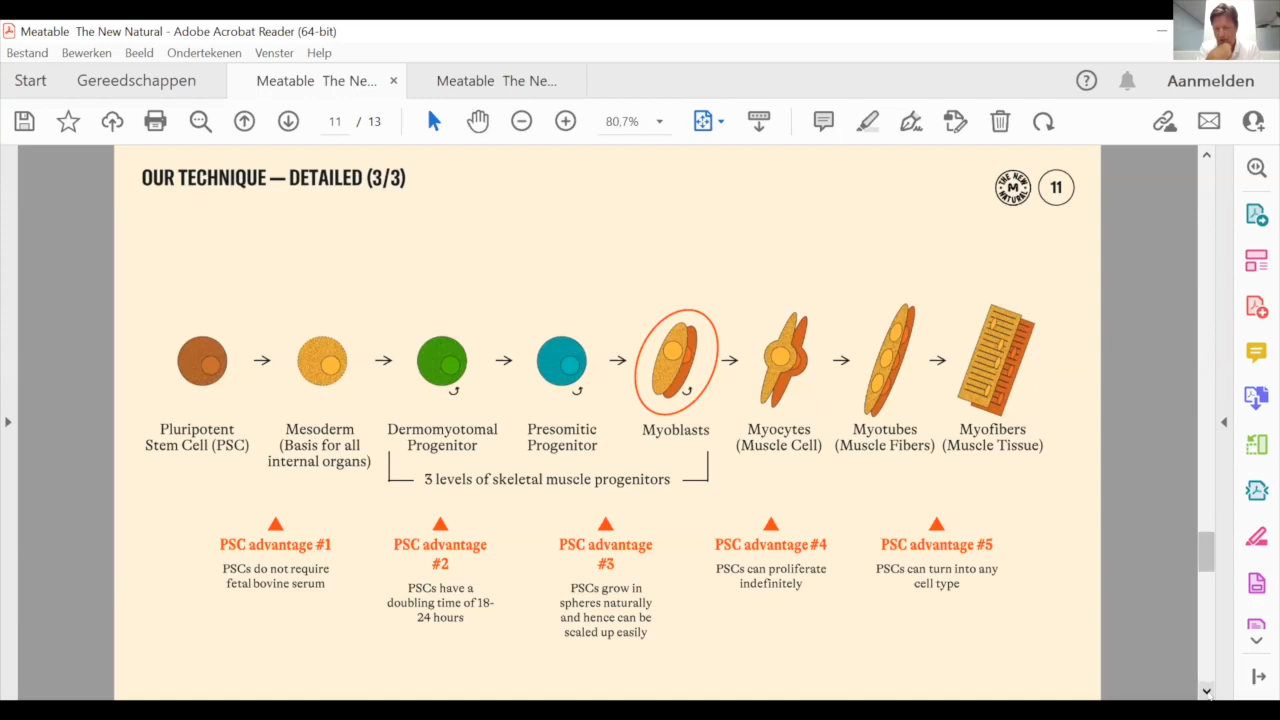 Meatable The New Natural - Adobe Acrobat Reader (64-bit)
Bestand Bewerken Beeld Ondertekenen Venster Help
Start Gereedschappen Meatable The Ne... × Meatable The Ne... Aanmelden
11 / 13 80,7%
OUR TECHNIQUE — DETAILED (3/3)
THE NEW M NATURAL 11
Pluripotent
Stem Cell (PSC)
Mesoderm
(Basis for all
internal organs)
Dermomyotomal
Progenitor
Presomitic
Progenitor
Myoblasts
Myocytes
(Muscle Cell)
Myotubes
(Muscle Fibers)
Myofibers
(Muscle Tissue)
3 levels of skeletal muscle progenitors
PSC advantage #1
PSCs do not require
fetal bovine serum
PSC advantage
#2
PSCs have a
doubling time of 18-
24 hours
PSC advantage
#3
PSCs grow in
spheres naturally
and hence can be
scaled up easily
PSC advantage #4
PSCs can proliferate
indefinitely
PSC advantage #5
PSCs can turn into any
cell type